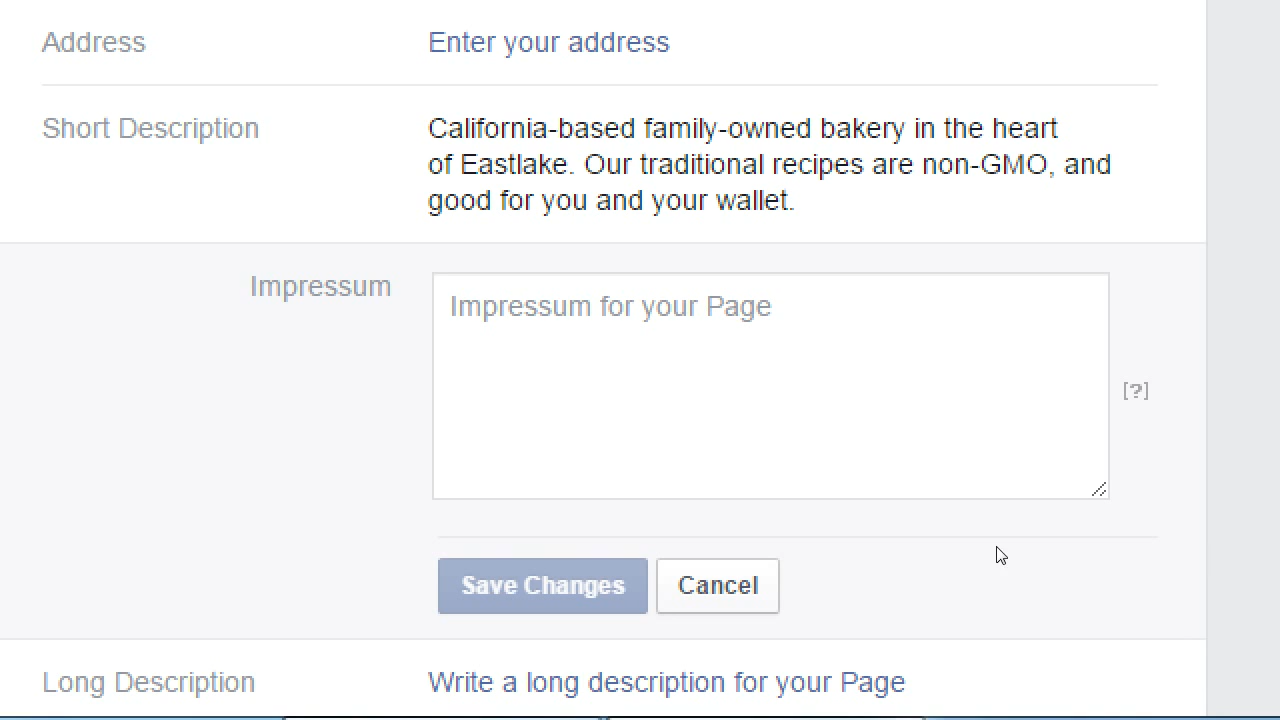 Address
Enter your address
Short Description
California-based family-owned bakery in the heart
of Eastlake. Our traditional recipes are non-GMO, and
good for you and your wallet.
Impressum
Impressum for your Page
[?]
Save Changes
Cancel
Long Description
Write a long description for your Page